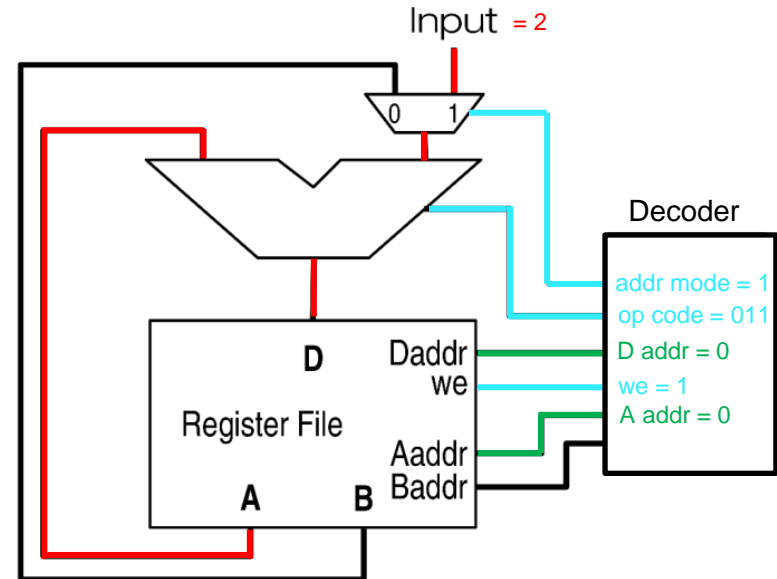 Input = 2
0 1
Decoder
addr mode = 1
op code = 011
D addr = 0
we = 1
A addr = 0
D
Daddr
we
Register File
Aaddr
Baddr
A
B